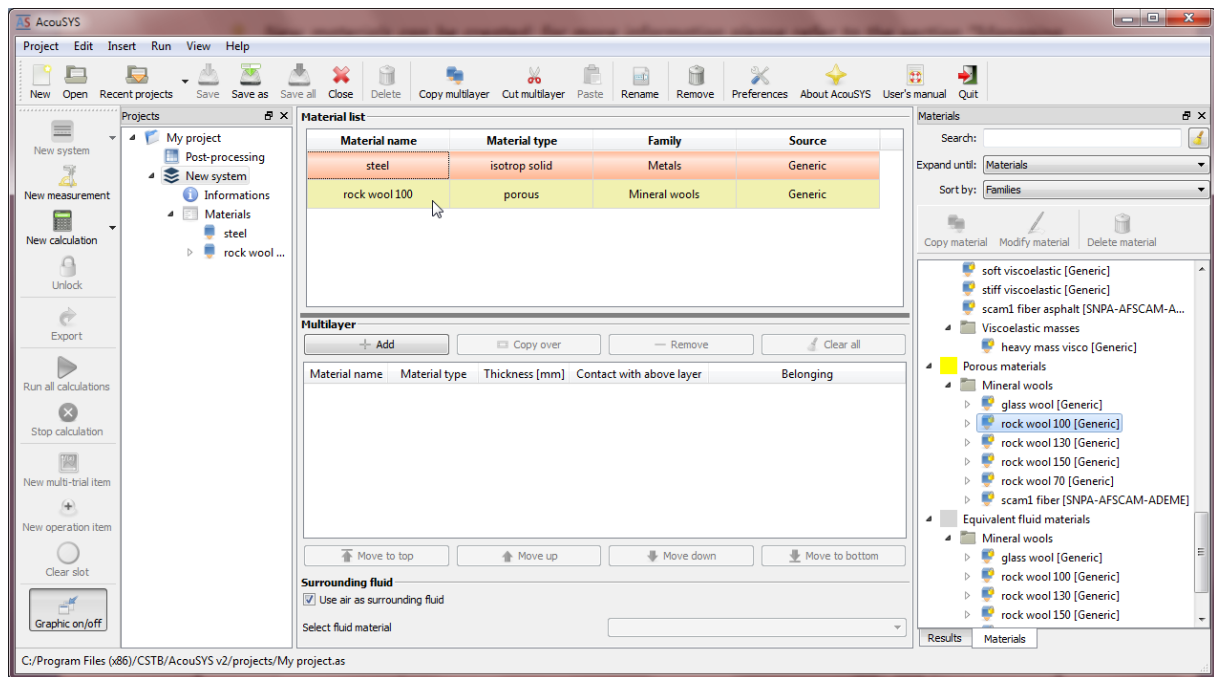 AS AcouSYS
Project Edit Insert Run View Help
New Open Recent projects Save Save as Save all Close Delete Copy multilayer Cut multilayer Paste Rename Remove Preferences About AcouSYS User's manual Quit
New system
New measurement
New calculation
Unlock
Export
Run all calculations
Stop calculation
New multi-trial item
New operation item
Clear slot
Graphic on/off
Projects
My project
Post-processing
New system
Informations
Materials
steel
rock wool ...
Material list
Material name Material type Family Source
steel isotrop solid Metals Generic
rock wool 100 porous Mineral wools Generic
Multilayer
Add Copy over Remove Clear all
Material name Material type Thickness [mm] Contact with above layer Belonging
Move to top Move up Move down Move to bottom
Surrounding fluid
Use air as surrounding fluid
Select fluid material
Materials
Search:
Expand until: Materials
Sort by: Families
Copy material Modify material Delete material
soft viscoelastic [Generic]
stiff viscoelastic [Generic]
scam1 fiber asphalt [SNPA-AFSCAM-A...
Viscoelastic masses
heavy mass visco [Generic]
Porous materials
Mineral wools
glass wool [Generic]
rock wool 100 [Generic]
rock wool 130 [Generic]
rock wool 150 [Generic]
rock wool 70 [Generic]
scam1 fiber [SNPA-AFSCAM-ADEME]
Equivalent fluid materials
Mineral wools
glass wool [Generic]
rock wool 100 [Generic]
rock wool 130 [Generic]
rock wool 150 [Generic]
Results Materials
C:/Program Files (x86)/CSTB/AcouSYS v2/projects/My project.as